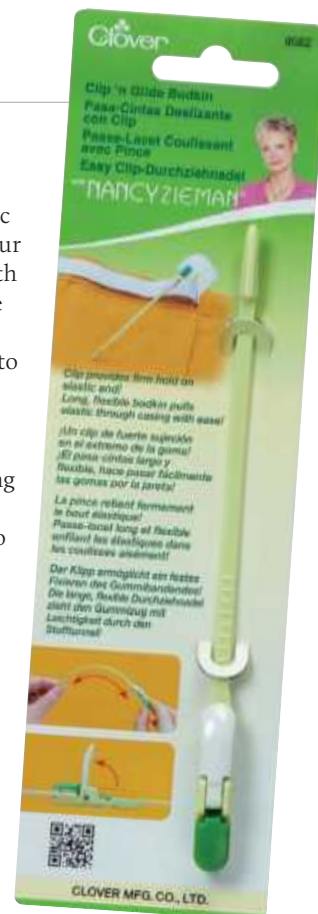 Clover
9582
Clip 'n Glide Bodkin
Pasa-Cintas Deslizante
con Clip
Passe-Lacet Coulissant
avec Pince
Easy Clip-Durchziehnadel
NANCY ZIEMAN
c
ur
th
e
to
ng
o
Clip provides firm hold on
elastic end!
Long, flexible bodkin pulls
elastic through casing with ease!
¡Un clip de fuerte sujeción
en el extremo de la goma!
¡El pasa cintas largo y
flexible, hace pasar fácilmente
las gomas por la jareta!
La pince retient fermement
le bout élastique!
Passe-lacet long et flexible
enfilant les élastiques dans
les coulisses aisément!
Der Klipp ermöglicht ein festes
Fixieren des Gummibandendes!
Die lange, flexible Durchziehnadel
zieht den Gummizug mit
Leichtigkeit durch den
Stofftunnel!
CLOVER MFG. CO., LTD.